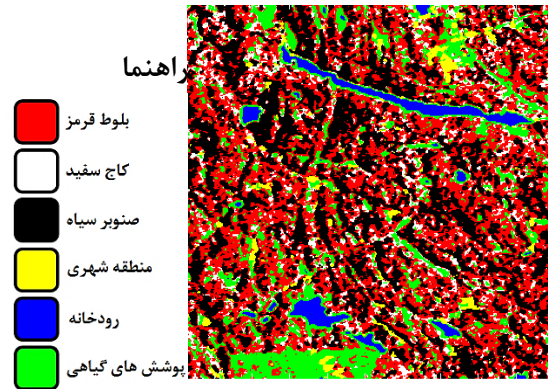 راهنما
بلوط قرمز
کاج سفید
صنوبر سیاه
منطقه شهری
رودخانه
پوشش های گیاهی